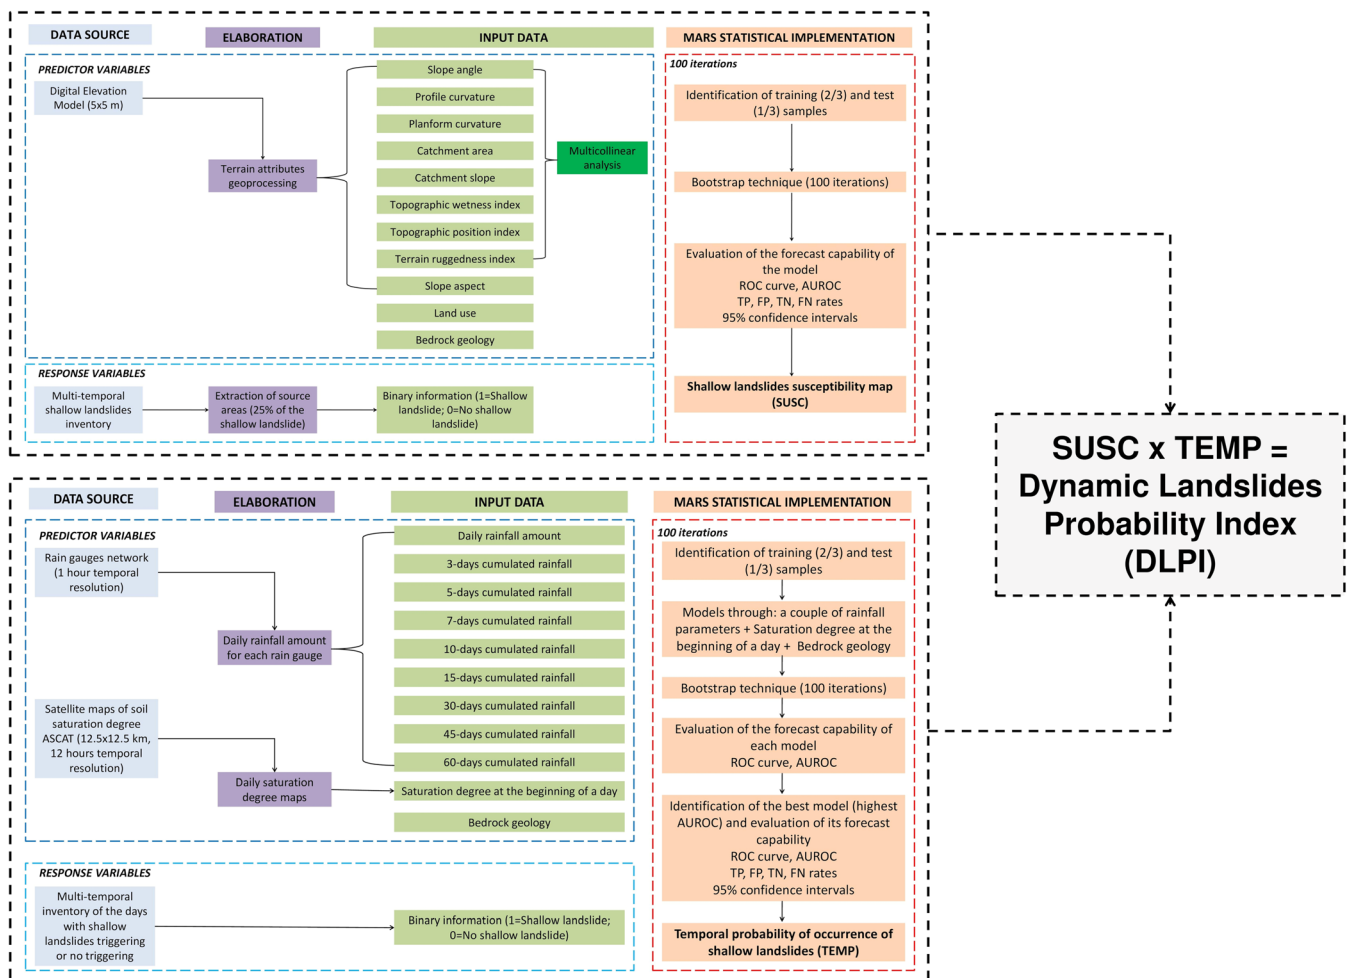 DATA SOURCE
ELABORATION
INPUT DATA
MARS STATISTICAL IMPLEMENTATION
PREDICTOR VARIABLES
Digital Elevation
Model (5x5 m)
Terrain attributes
geoprocessing
Slope angle
Profile curvature
Planform curvature
Catchment area
Catchment slope
Topographic wetness index
Topographic position index
Terrain ruggedness index
Slope aspect
Land use
Bedrock geology
Multicollinear
analysis
RESPONSE VARIABLES
Multi-temporal
shallow landslides
inventory
Extraction of source
areas (25% of the
shallow landslide)
Binary information (1=Shallow
landslide; 0=No shallow
landslide)
100 iterations
Identification of training (2/3) and test
(1/3) samples
Bootstrap technique (100 iterations)
Evaluation of the forecast capability of
the model
ROC curve, AUROC
TP, FP, TN, FN rates
95% confidence intervals
Shallow landslides susceptibility map
(SUSC)
SUSC x TEMP =
Dynamic Landslides
Probability Index
(DLPI)
DATA SOURCE
ELABORATION
INPUT DATA
MARS STATISTICAL IMPLEMENTATION
PREDICTOR VARIABLES
Rain gauges network
(1 hour temporal
resolution)
Daily rainfall amount
for each rain gauge
Satellite maps of soil
saturation degree
ASCAT (12.5x12.5 km,
12 hours temporal
resolution)
Daily saturation
degree maps
Daily rainfall amount
3-days cumulated rainfall
5-days cumulated rainfall
7-days cumulated rainfall
10-days cumulated rainfall
15-days cumulated rainfall
30-days cumulated rainfall
45-days cumulated rainfall
60-days cumulated rainfall
Saturation degree at the beginning of a day
Bedrock geology
RESPONSE VARIABLES
Multi-temporal
inventory of the days
with shallow
landslides triggering
or no triggering
Binary information (1=Shallow landslide;
0=No shallow landslide)
100 iterations
Identification of training (2/3) and test
(1/3) samples
Models through: a couple of rainfall
parameters + Saturation degree at the
beginning of a day + Bedrock geology
Bootstrap technique (100 iterations)
Evaluation of the forecast capability of
each model
ROC curve, AUROC
Identification of the best model (highest
AUROC) and evaluation of its forecast
capability
ROC curve, AUROC
TP, FP, TN, FN rates
95% confidence intervals
Temporal probability of occurrence of
shallow landslides (TEMP)